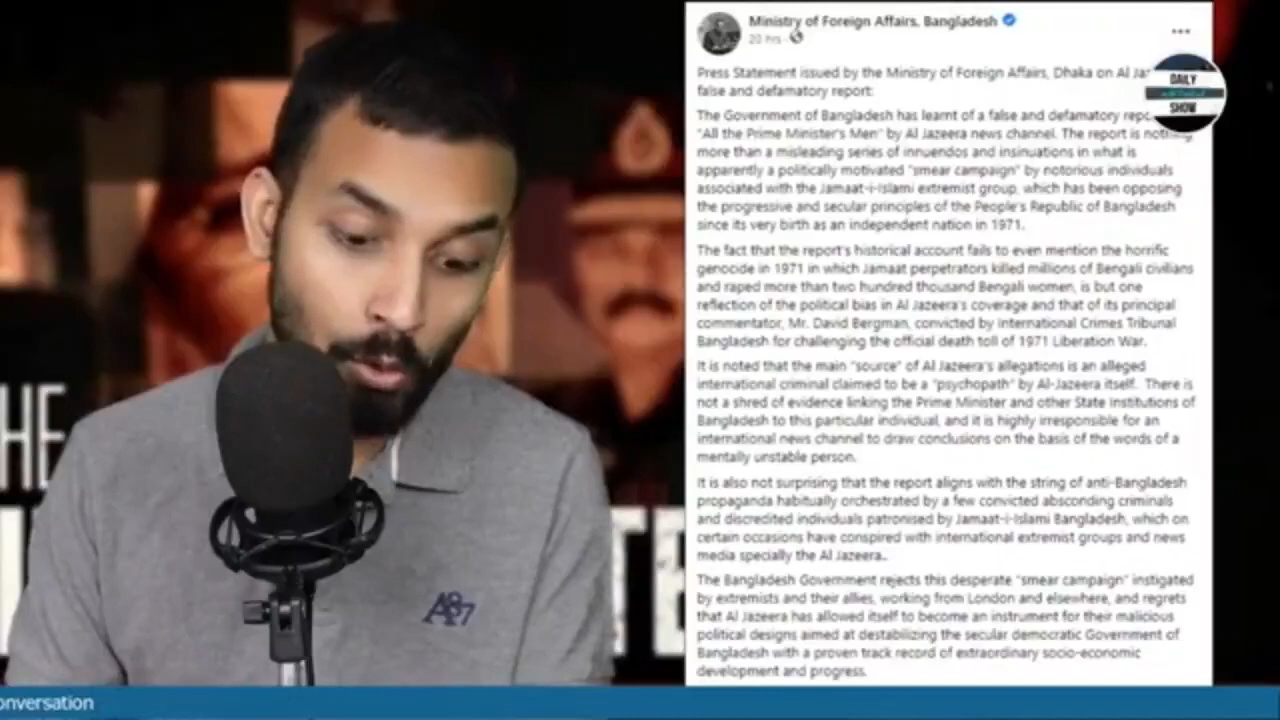 Ministry of Foreign Affairs, Bangladesh
20 hrs
Press Statement issued by the Ministry of Foreign Affairs, Dhaka on Al
false and defamatory report:
The Government of Bangladesh has learnt of a false and defamatory
"All the Prime Minister's Men" by Al Jazeera news channel. The report is nothing
more than a misleading series of innuendos and insinuations in what is
apparently a politically motivated "smear campaign" by notorious individuals
associated with the Jamaat-i-Islami extremist group, which has been opposing
the progressive and secular principles of the People's Republic of Bangladesh
since its very birth as an independent nation in 1971.
The fact that the report's historical account fails to even mention the horrific
genocide in 1971 in which Jamaat perpetrators killed millions of Bengali civilians
and raped more than two hundred thousand Bengali women, is but one
reflection of the political bias in Al Jazeera's coverage and that of its principal
commentator, Mr. David Bergman, convicted by International Crimes Tribunal
Bangladesh for challenging the official death toll of 1971 Liberation War.
It is noted that the main "source" of Al Jazeera's allegations is an alleged
international criminal claimed to be a "psychopath" by Al-Jazeera itself. There is
not a shred of evidence linking the Prime Minister and other State Institutions of
Bangladesh to this particular individual, and it is highly irresponsible for an
international news channel to draw conclusions on the basis of the words of a
mentally unstable person.
It is also not surprising that the report aligns with the string of anti-Bangladesh
propaganda habitually orchestrated by a few convicted absconding criminals
and discredited individuals patronised by Jamaat-i-Islami Bangladesh, which on
certain occasions have conspired with international extremist groups and news
media specially the Al Jazeera..
The Bangladesh Government rejects this desperate "smear campaign" instigated
by extremists and their allies, working from London and elsewhere, and regrets
that Al Jazeera has allowed itself to become an instrument for their malicious
political designs aimed at destabilizing the secular democratic Government of
Bangladesh with a proven track record of extraordinary socio-economic
development and progress.
DAILY
SHOW
HE
TE
A87
onversation